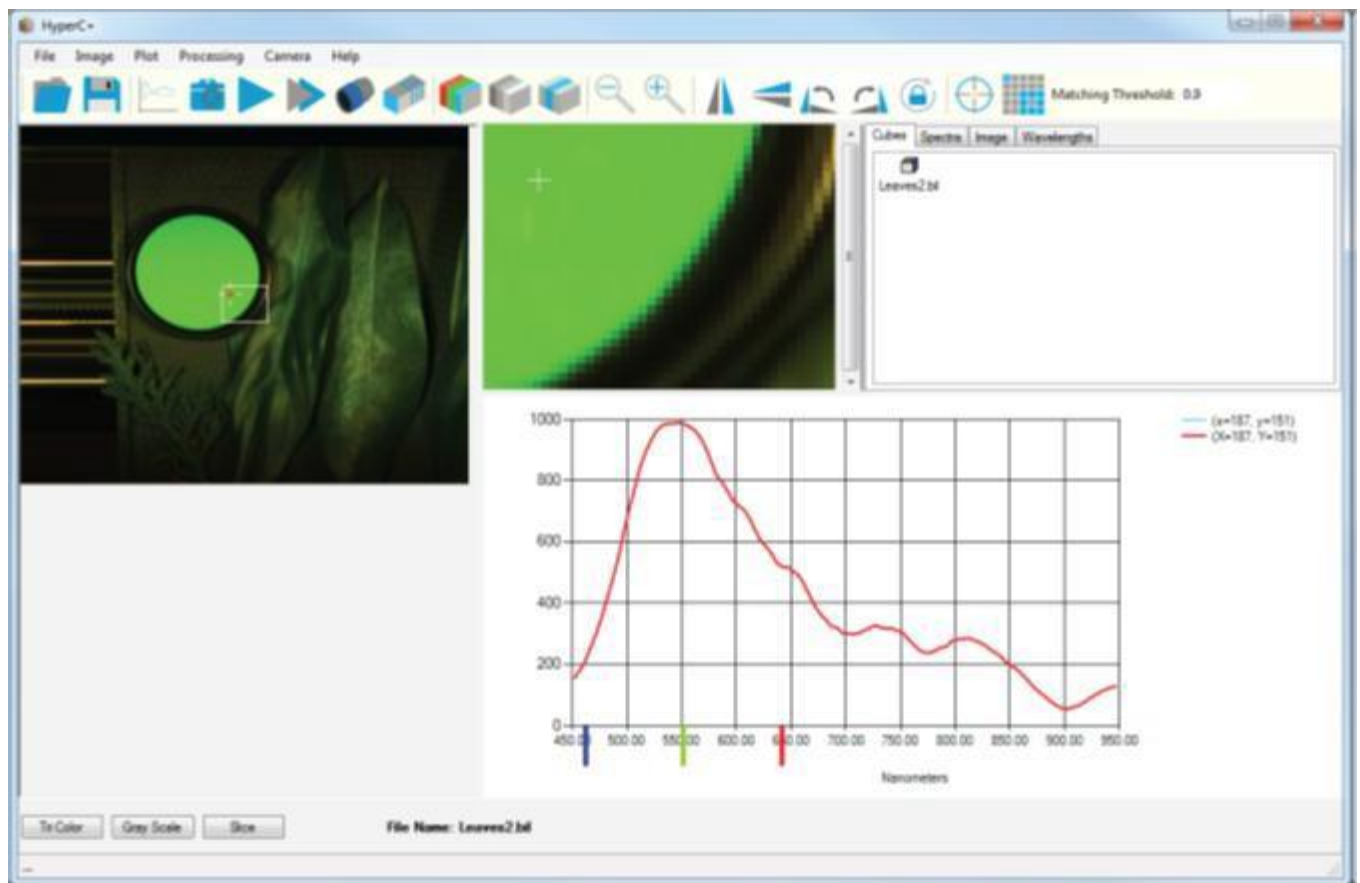 HyperC+
File Image Plot Processing Camera Help
Matching Threshold: 0.9
Cubes Spectra Image Wavelengths
Leaves2.bil
1000
800
600
400
200
0
(x=187, y=151)
(X=187, Y=151)
450.00 500.00 550.00 600.00 650.00 700.00 750.00 800.00 850.00 900.00 950.00
Nanometers
Tri Color Gray Scale Slice File Name: Leaves2.bil
...